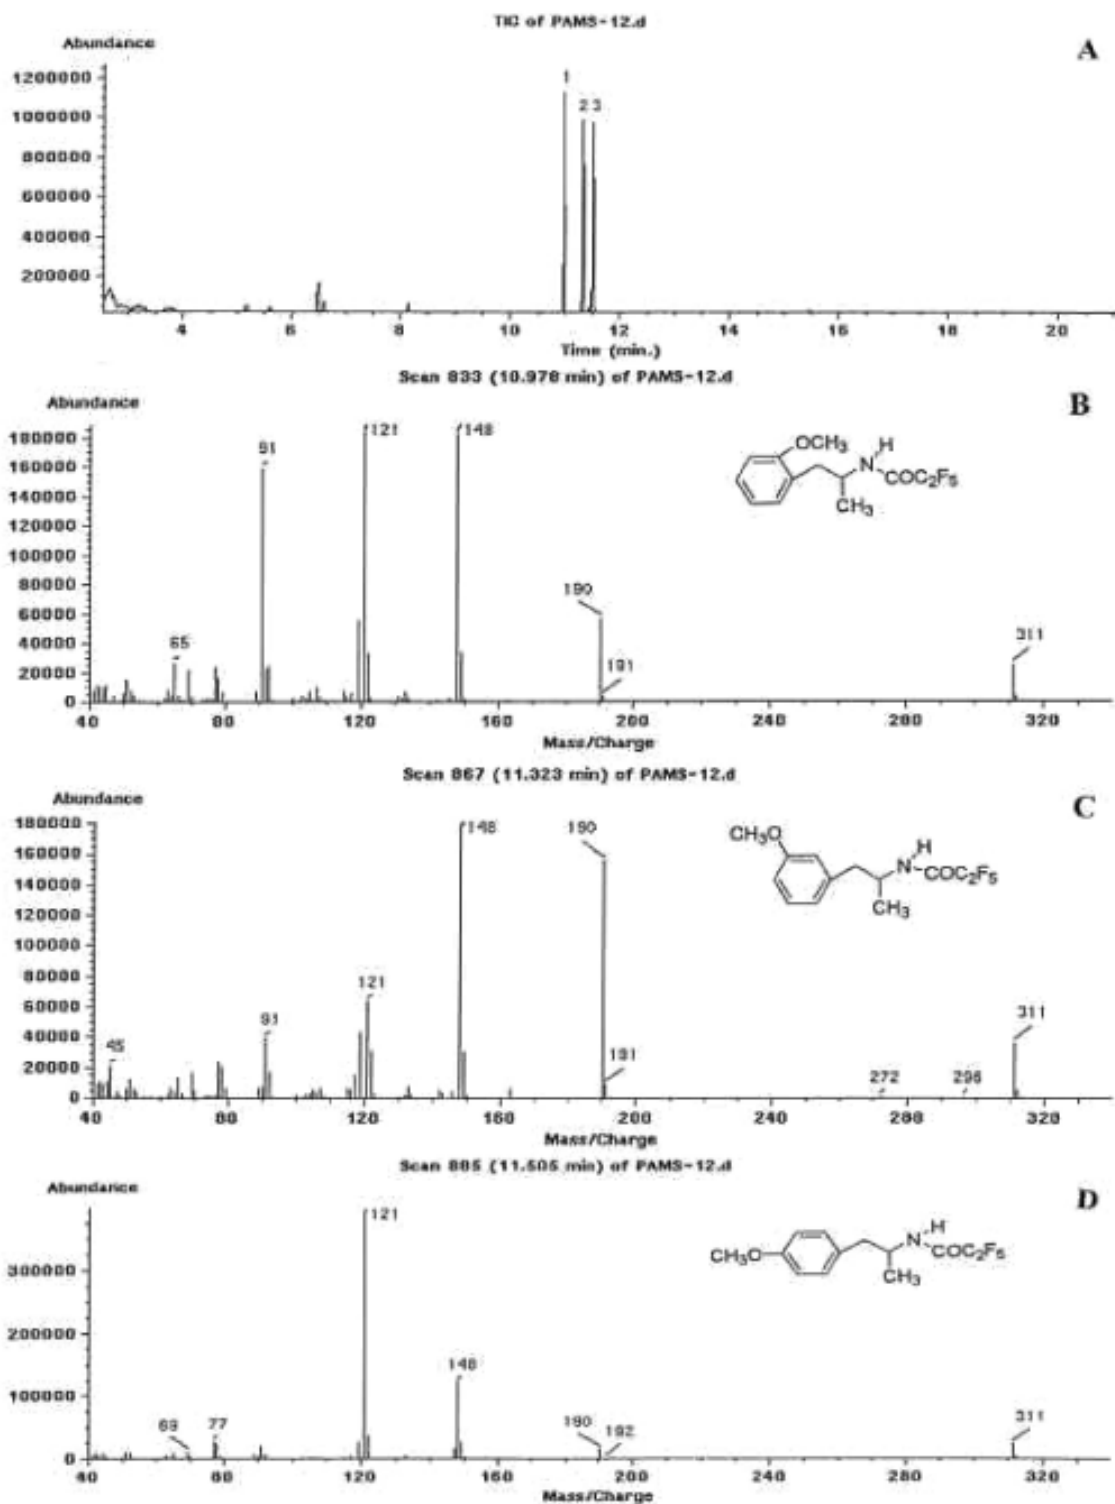 TIC of PAMS-12.d
Abundance
A
1200000
1000000
800000
600000
400000
200000
1
2 3
4 6 8 10 12 14 16 18 20
Time (min.)
Scan 833 (10.978 min) of PAMS-12.d
Abundance
B
180000
160000
140000
120000
100000
80000
60000
40000
20000
0
65
91
121
148
190
191
311
OCH3
H
N
COC2F5
CH3
40 80 120 160 200 240 280 320
Mass/Charge
Scan 867 (11.323 min) of PAMS-12.d
Abundance
C
180000
160000
140000
120000
100000
80000
60000
40000
20000
0
91
121
148
190
191
272
296
311
CH3O
H
N
COC2F5
CH3
40 80 120 160 200 240 280 320
Mass/Charge
Scan 885 (11.505 min) of PAMS-12.d
Abundance
D
300000
200000
100000
0
69
77
121
148
190
192
311
CH3O
H
N
COC2F5
CH3
40 80 120 160 200 240 280 320
Mass/Charge